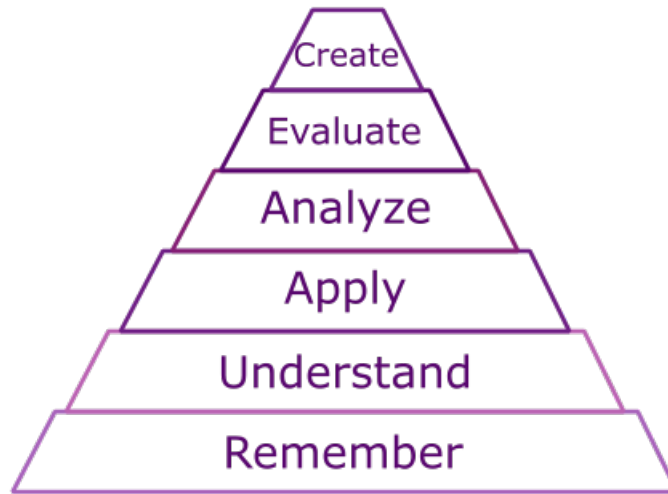 Create
Evaluate
Analyze
Apply
Understand
Remember